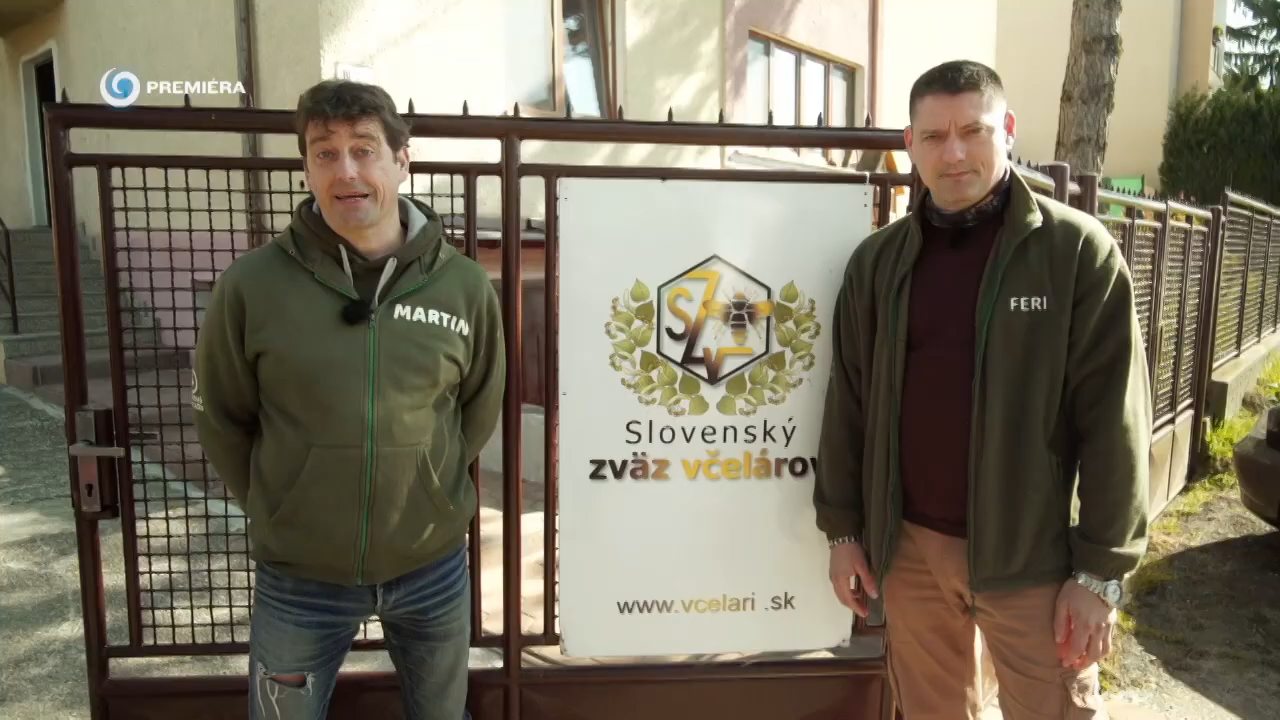 PREMIÉRA
MARTIN
FERI
SZV
Slovenský
zväz včelárov
www.vcelari .sk